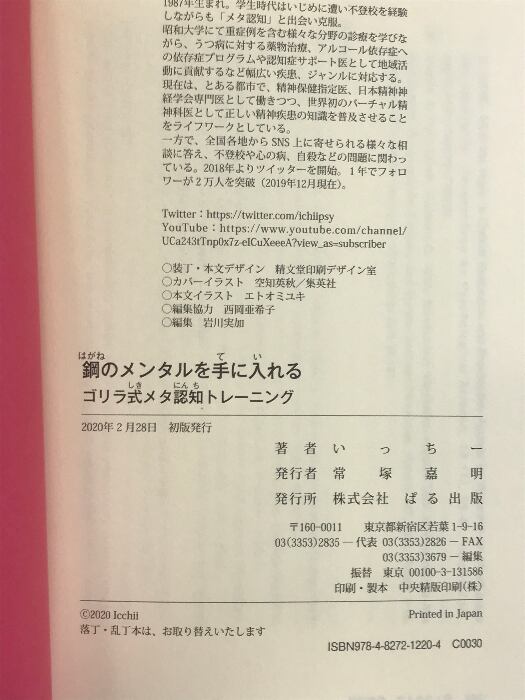 1987年生まれ。学生時代はいじめに遭い不登校を経験
しながらも「メタ認知」と出会い克服。
昭和大学にて重症例を含む様々な分野の診療を学びな
がら、うつ病に対する薬物治療、アルコール依存症へ
の依存症プログラムや認知症サポート医として地域活
動に貢献するなど幅広い疾患、ジャンルに対応する。
現在は、とある都市で、精神保健指定医、日本精神神
経学会専門医として働きつつ、世界初のバーチャル精
神科医として正しい精神疾患の知識を普及させること
をライフワークとしている。
一方で、全国各地からSNS上に寄せられる様々な相
談に答え、不登校や心の病、自殺などの問題に関わっ
ている。2018年よりツイッターを開始。1年でフォロ
ワーが2万人を突破（2019年12月現在）。
Twitter：https://twitter.com/ichiipsy
YouTube：https://www.youtube.com/channel/
UCa243tTnp0x7z-eICuXeeeA?view_as=subscriber
○装丁・本文デザイン　精文堂印刷デザイン室
○カバーイラスト　空知英秋／集英社
○本文イラスト　エトオミユキ
○編集協力　西岡亜希子
○編集　岩川実加
はがね　て　い
鋼のメンタルを手に入れる
しき　にんち
ゴリラ式メタ認知トレーニング
2020年2月28日　初版発行
著者　いっちー
発行者　常塚嘉明
発行所　株式会社　ぱる出版
〒160-0011　東京都新宿区若葉1-9-16
03(3353)2835—代表 03(3353)2826—FAX
03(3353)3679—編集
振替　東京 00100-3-131586
印刷・製本　中央精版印刷(株)
©2020 Icchii　Printed in Japan
落丁・乱丁本は、お取り替えいたします
ISBN978-4-8272-1220-4　C0030